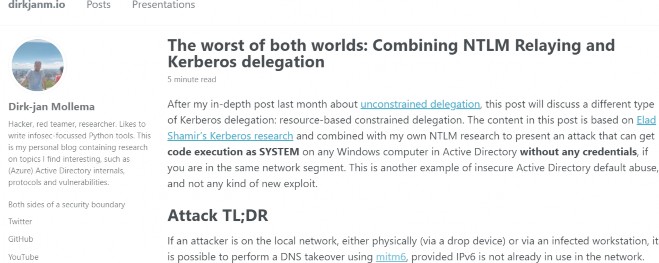 dirkjanm.io Posts Presentations
Dirk-jan Mollema
Hacker, red teamer, researcher. Likes to
write infosec-focussed Python tools. This
is my personal blog containing research
on topics I find interesting, such as
(Azure) Active Directory internals,
protocols and vulnerabilities.
Both sides of a security boundary
Twitter
GitHub
YouTube
The worst of both worlds: Combining NTLM Relaying and
Kerberos delegation
5 minute read
After my in-depth post last month about unconstrained delegation, this post will discuss a different type
of Kerberos delegation: resource-based constrained delegation. The content in this post is based on Elad
Shamir's Kerberos research and combined with my own NTLM research to present an attack that can get
code execution as SYSTEM on any Windows computer in Active Directory without any credentials, if
you are in the same network segment. This is another example of insecure Active Directory default abuse,
and not any kind of new exploit.
Attack TL;DR
If an attacker is on the local network, either physically (via a drop device) or via an infected workstation, it
is possible to perform a DNS takeover using mitm6, provided IPv6 is not already in use in the network.